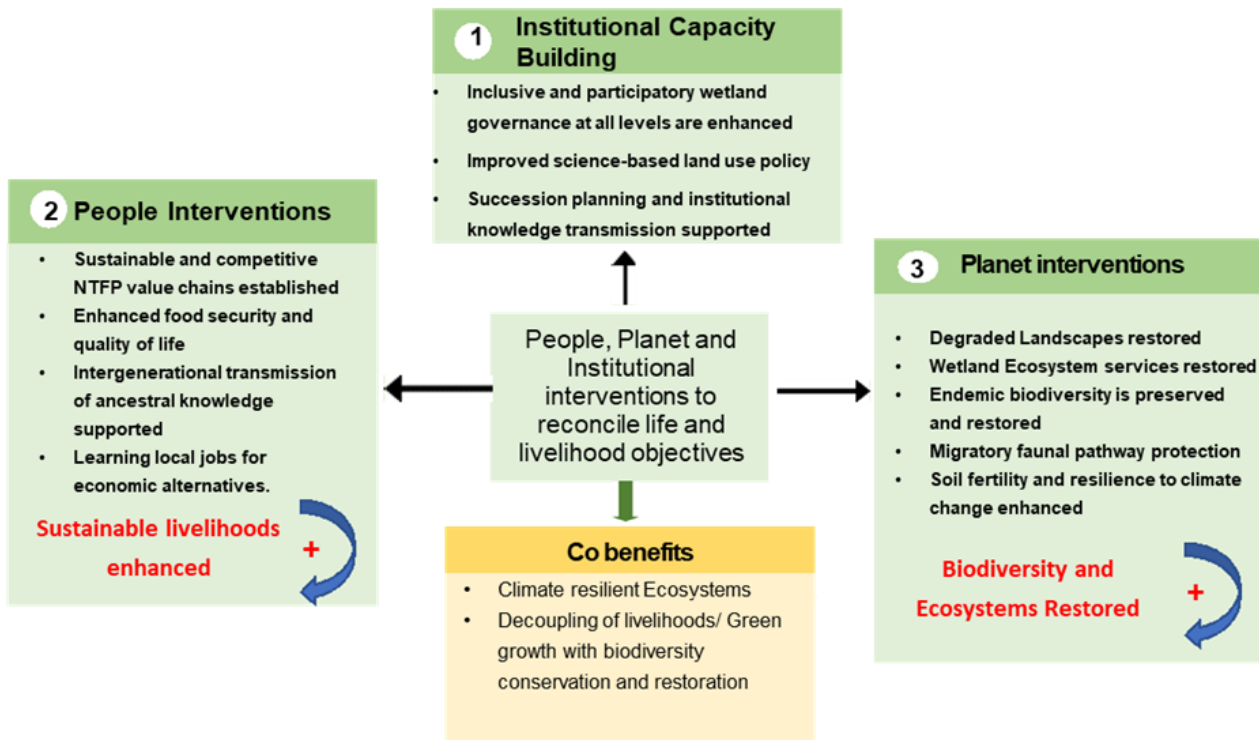 1 Institutional Capacity
Building
• Inclusive and participatory wetland
governance at all levels are enhanced
• Improved science-based land use policy
• Succession planning and institutional
knowledge transmission supported
2 People Interventions
• Sustainable and competitive
NTFP value chains established
• Enhanced food security and
quality of life
• Intergenerational transmission
of ancestral knowledge
supported
• Learning local jobs for
economic alternatives.
Sustainable livelihoods
enhanced
+
People, Planet and
Institutional
interventions to
reconcile life and
livelihood objectives
3 Planet interventions
• Degraded Landscapes restored
• Wetland Ecosystem services restored
• Endemic biodiversity is preserved
and restored
• Migratory faunal pathway protection
• Soil fertility and resilience to climate
change enhanced
Biodiversity and
Ecosystems Restored
+
Co benefits
• Climate resilient Ecosystems
• Decoupling of livelihoods/ Green
growth with biodiversity
conservation and restoration